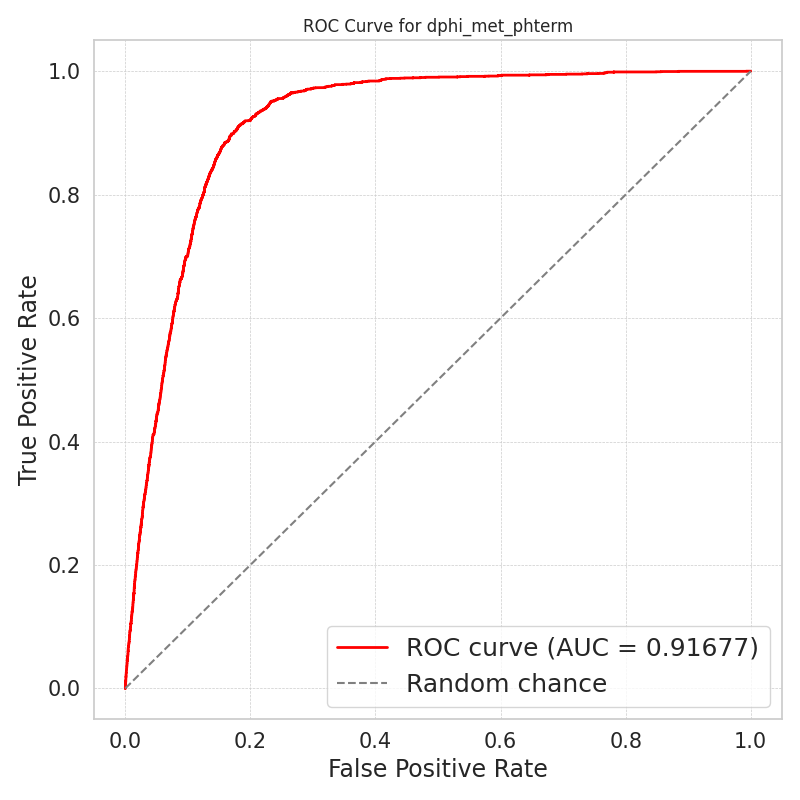 ROC Curve for dphi_met_phterm
True Positive Rate
1.0
0.8
0.6
0.4
0.2
0.0
ROC curve (AUC = 0.91677)
Random chance
0.0 0.2 0.4 0.6 0.8 1.0
False Positive Rate